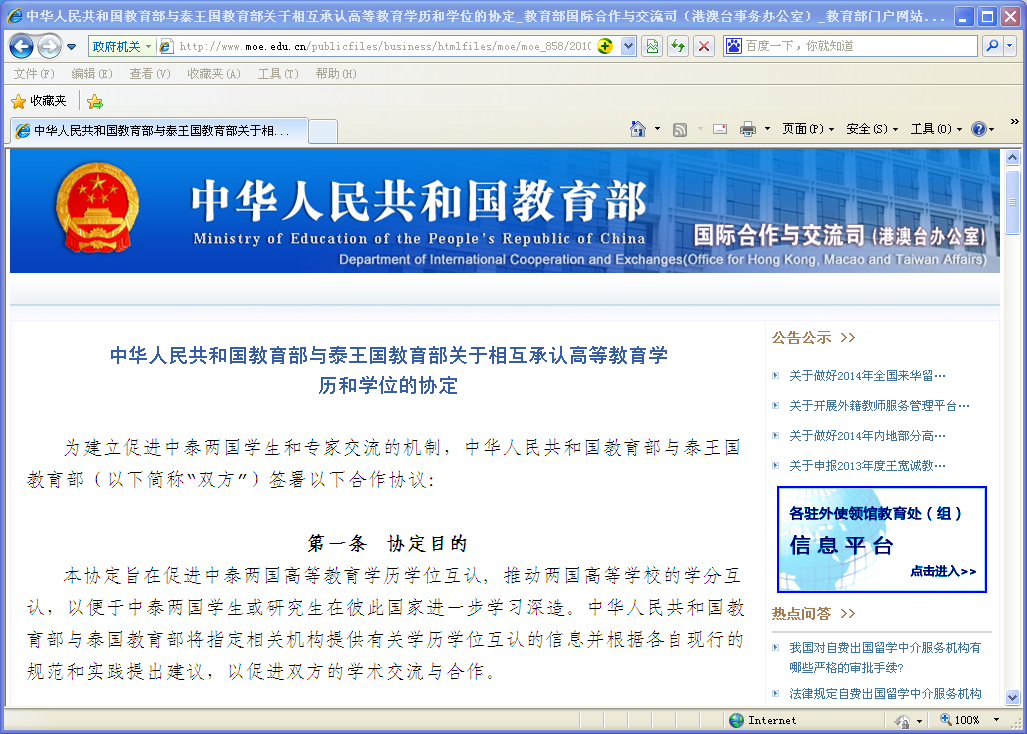 中华人民共和国教育部与泰王国教育部关于相互承认高等教育学历和学位的协定_教育部国际合作与交流司（港澳台事务办公室）_教育部门户网站...
政府机关 http://www.moe.edu.cn/publicfiles/business/htmlfiles/moe/moe_858/2010 百度一下，你就知道
文件(F) 编辑(E) 查看(V) 收藏夹(A) 工具(T) 帮助(H)
收藏夹
中华人民共和国教育部与泰王国教育部关于相...
页面(P) 安全(S) 工具(O) »
中华人民共和国教育部
Ministry of Education of the People's Republic of China
国际合作与交流司 (港澳台办公室)
Department of International Cooperation and Exchanges(Office for Hong Kong, Macao and Taiwan Affairs)
中华人民共和国教育部与泰王国教育部关于相互承认高等教育学
历和学位的协定
为建立促进中泰两国学生和专家交流的机制，中华人民共和国教育部与泰王国
教育部（以下简称“双方”）签署以下合作协议：
第一条 协定目的
本协定旨在促进中泰两国高等教育学历学位互认，推动两国高等学校的学分互
认，以便于中泰两国学生或研究生在彼此国家进一步学习深造。中华人民共和国教
育部与泰国教育部将指定相关机构提供有关学历学位互认的信息并根据各自现行的
规范和实践提出建议，以促进双方的学术交流与合作。
公告公示 >>
关于做好2014年全国来华留…
关于开展外籍教师服务管理平台…
关于做好2014年内地部分高…
关于申报2013年度王宽诚教…
各驻外使领馆教育处（组）
信息平台
点击进入>>
热点问答 >>
我国对自费出国留学中介服务机构有
哪些严格的审批手续?
法律规定自费出国留学中介服务机构
Internet 100%